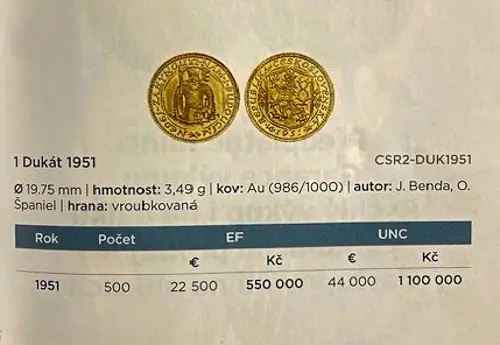 1 Dukát 1951 CSR2-DUK1951
Ø 19.75 mm | hmotnost: 3,49 g | kov: Au (986/1000) | autor: J. Benda, O.
Španiel | hrana: vroubkovaná
Rok Počet EF UNC
€ Kč € Kč
1951 500 22 500 550 000 44 000 1 100 000